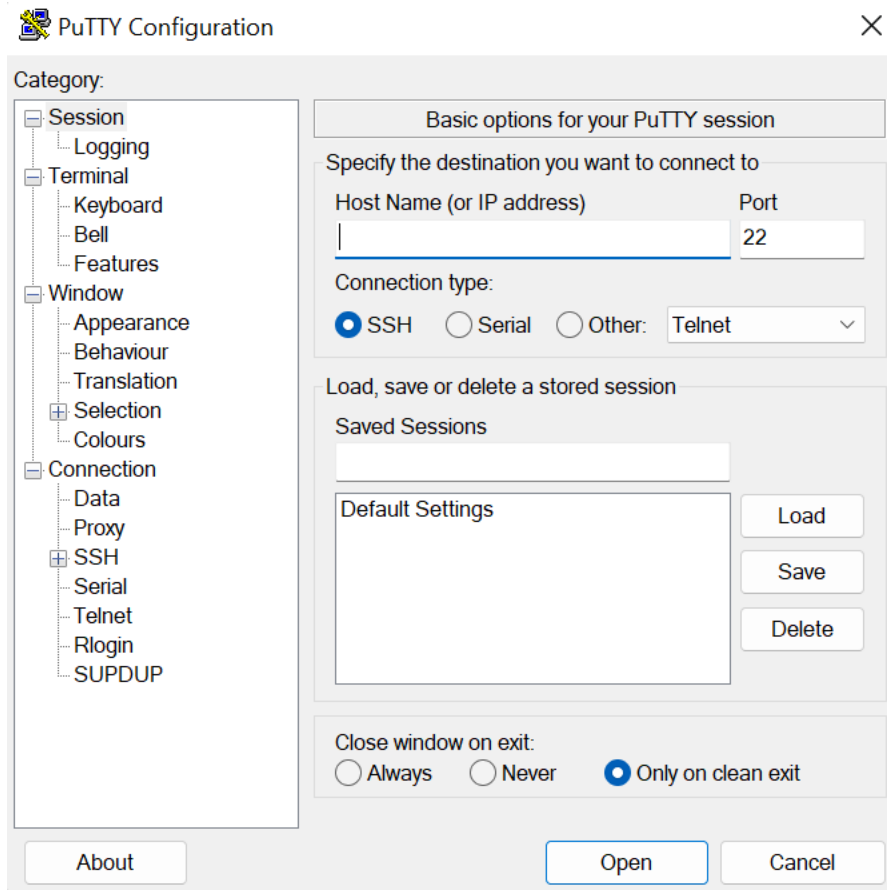 PuTTY Configuration
Category:
Session
Logging
Terminal
Keyboard
Bell
Features
Window
Appearance
Behaviour
Translation
Selection
Colours
Connection
Data
Proxy
SSH
Serial
Telnet
Rlogin
SUPDUP
Basic options for your PuTTY session
Specify the destination you want to connect to
Host Name (or IP address) Port
22
Connection type:
SSH Serial Other: Telnet
Load, save or delete a stored session
Saved Sessions
Default Settings
Load
Save
Delete
Close window on exit:
Always Never Only on clean exit
About Open Cancel